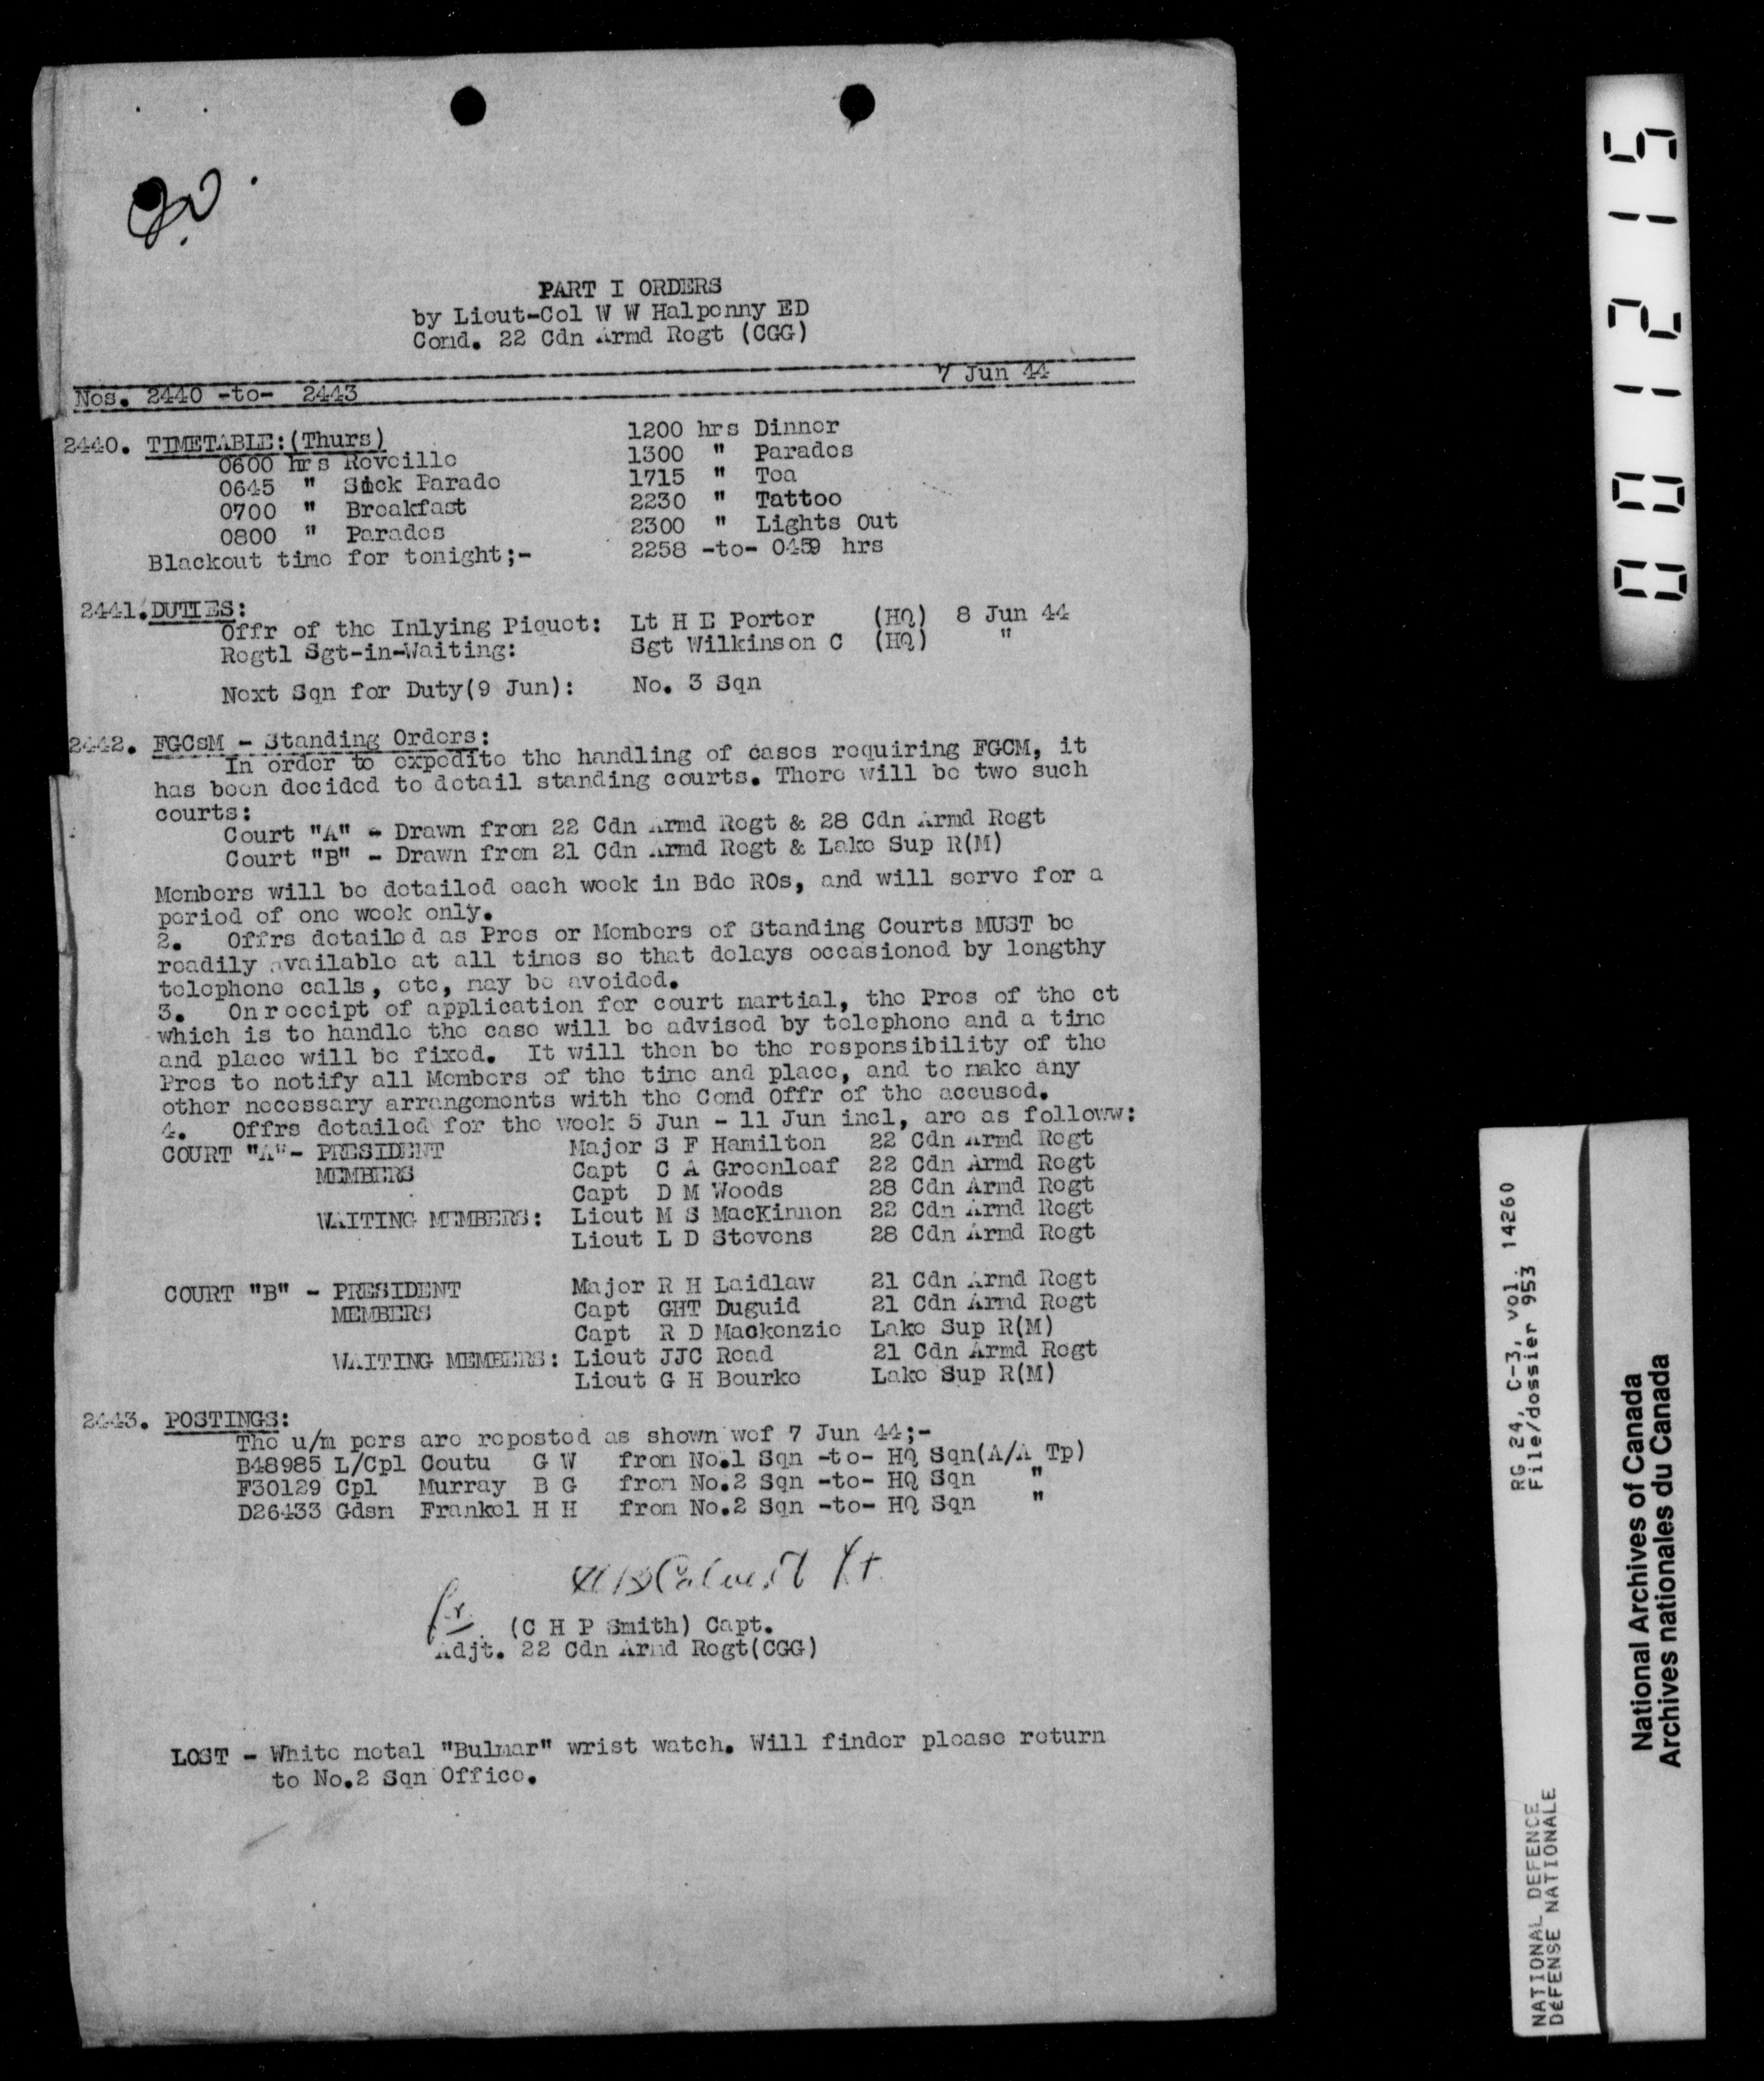 PART I ORDERS
by Lieut-Col W W Halpenny ED
Comd. 22 Cdn Armd Regt (CGG)
7 Jun 44
Nos. 2440 -to- 2443
2440. TIMETABLE:(Thurs)
0600 hrs Reveille 1200 hrs Dinner
0645 " Sick Parade 1300 " Parades
0700 " Breakfast 1715 " Tea
0800 " Parades 2230 " Tattoo
2300 " Lights Out
Blackout time for tonight;- 2258 -to- 0459 hrs
2441. DUTIES:
Offr of the Inlying Piquet: Lt H E Porter (HQ) 8 Jun 44
Regtl Sgt-in-Waiting: Sgt Wilkinson C (HQ) "
Next Sqn for Duty(9 Jun): No. 3 Sqn
2442. FGCsM - Standing Orders:
In order to expedite the handling of cases requiring FGCM, it
has been decided to detail standing courts. There will be two such
courts:
Court "A" - Drawn from 22 Cdn Armd Regt & 28 Cdn Armd Regt
Court "B" - Drawn from 21 Cdn Armd Regt & Lake Sup R(M)
Members will be detailed each week in Bde ROs, and will serve for a
period of one week only.
2. Offrs detailed as Pres or Members of Standing Courts MUST be
readily available at all times so that delays occasioned by lengthy
telephone calls, etc, may be avoided.
3. On receipt of application for court martial, the Pres of the ct
which is to handle the case will be advised by telephone and a time
and place will be fixed. It will then be the responsibility of the
Pres to notify all Members of the time and place, and to make any
other necessary arrangements with the Comd Offr of the accused.
4. Offrs detailed for the week 5 Jun - 11 Jun incl, are as followw:
COURT "A"- PRESIDENT Major S F Hamilton 22 Cdn Armd Regt
MEMBERS Capt C A Greenleaf 22 Cdn Armd Regt
Capt D M Woods 28 Cdn Armd Regt
WAITING MEMBERS: Lieut M S MacKinnon 22 Cdn Armd Regt
Lieut L D Stevens 28 Cdn Armd Regt
COURT "B" - PRESIDENT Major R H Laidlaw 21 Cdn Armd Regt
MEMBERS Capt GHT Duguid 21 Cdn Armd Regt
Capt R D Mackenzie Lake Sup R(M)
WAITING MEMBERS: Lieut JJC Read 21 Cdn Armd Regt
Lieut G H Bourke Lake Sup R(M)
2443. POSTINGS:
The u/m pers are reposted as shown wef 7 Jun 44;-
B48985 L/Cpl Coutu G W from No.1 Sqn -to- HQ Sqn(A/A Tp)
F30129 Cpl Murray B G from No.2 Sqn -to- HQ Sqn "
D26433 Gdsm Frankel H H from No.2 Sqn -to- HQ Sqn "
Calvert Lt
fr (C H P Smith) Capt.
Adjt. 22 Cdn Armd Regt(CGG)
LOST - White metal "Bulmar" wrist watch. Will finder please return
to No.2 Sqn Office.
001215
RG 24, C-3, vol. 14260
File/dossier 953
NATIONAL DEFENCE
DÉFENSE NATIONALE
National Archives of Canada
Archives nationales du Canada